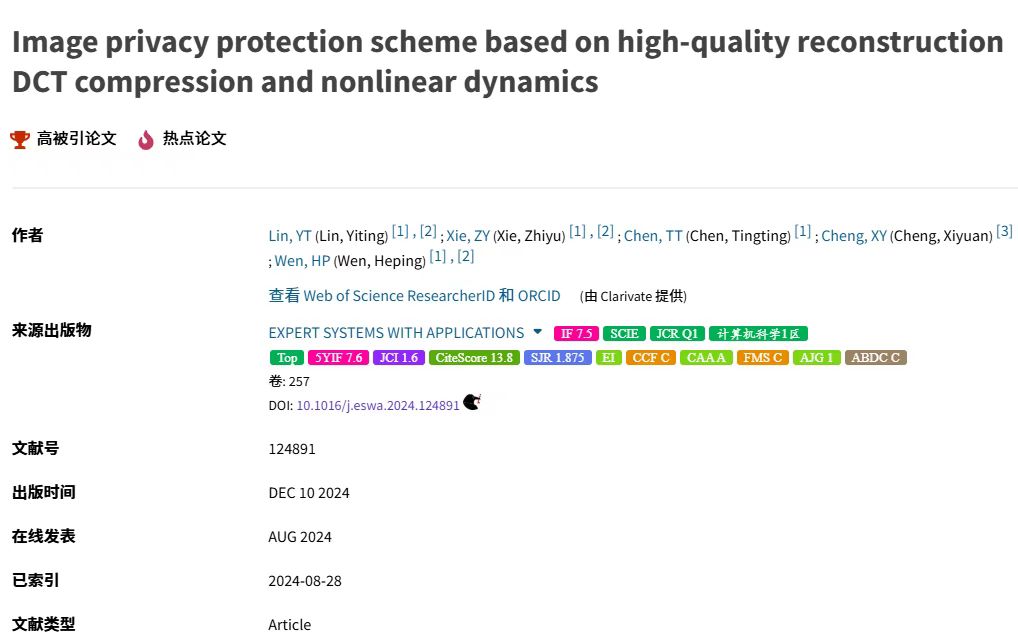 Image privacy protection scheme based on high-quality reconstruction
DCT compression and nonlinear dynamics
高被引论文 热点论文
作者 Lin, YT (Lin, Yiting) [1] , [2] ; Xie, ZY (Xie, Zhiyu) [1] , [2] ; Chen, TT (Chen, Tingting) [1] ; Cheng, XY (Cheng, Xiyuan) [3]
; Wen, HP (Wen, Heping) [1] , [2]
查看 Web of Science ResearcherID 和 ORCID (由 Clarivate 提供)
来源出版物 EXPERT SYSTEMS WITH APPLICATIONS IF 7.5 SCIE JCR Q1 计算机科学1区
Top 5YIF 7.6 JCI 1.6 CiteScore 13.8 SJR 1.875 EI CCF C CAA A FMS C AJG 1 ABDC C
卷: 257
DOI: 10.1016/j.eswa.2024.124891
文献号 124891
出版时间 DEC 10 2024
在线发表 AUG 2024
已索引 2024-08-28
文献类型 Article